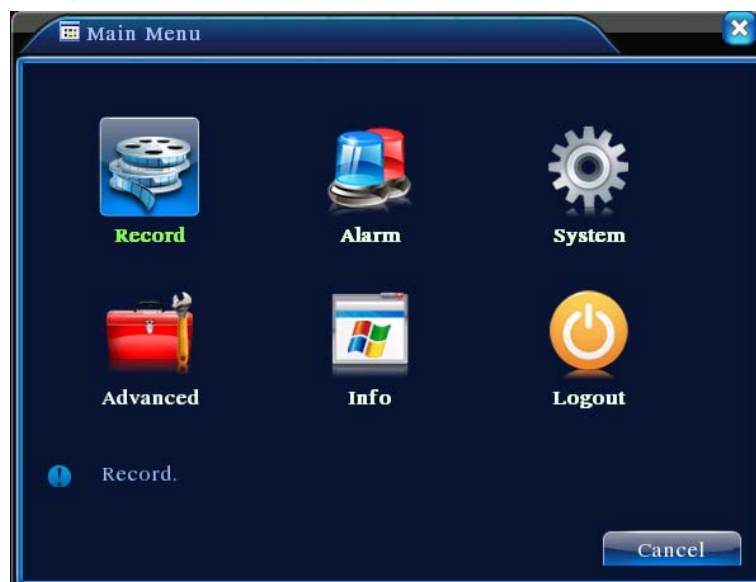 Main Menu
Record Alarm System
Advanced Info Logout
Record.
Cancel